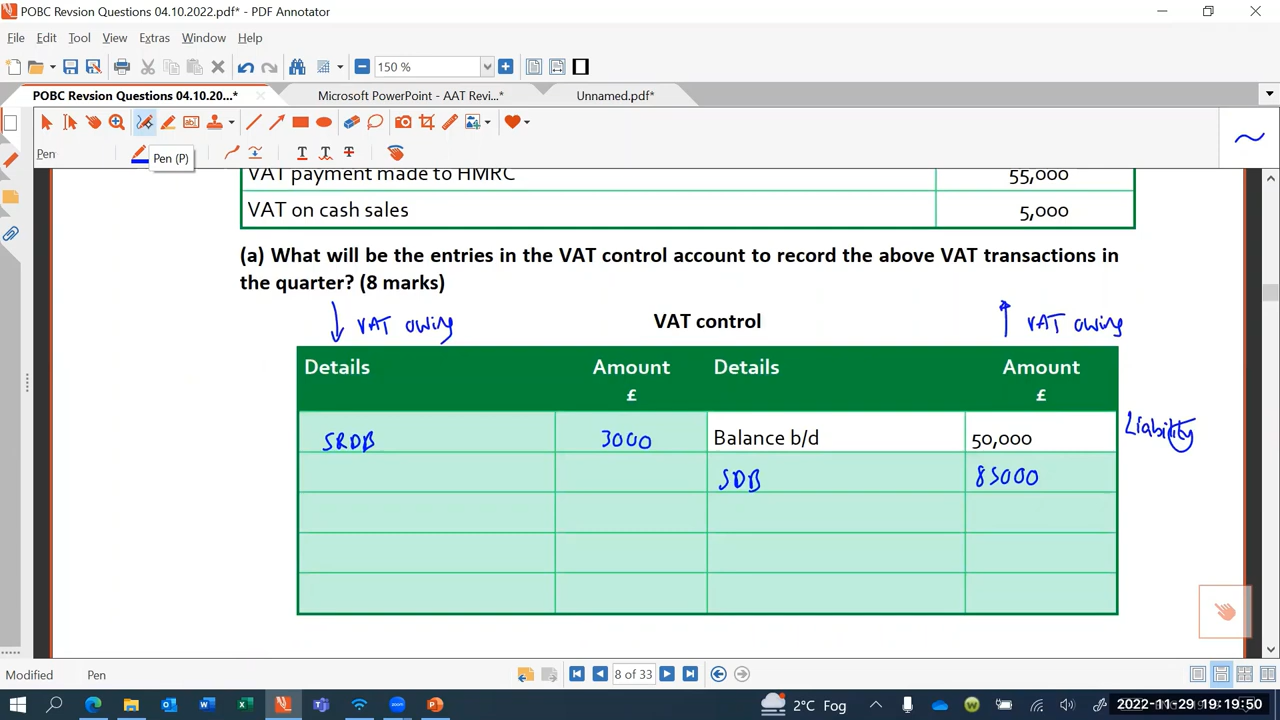 POBC Revision Questions 04.10.2022.pdf* - PDF Annotator
File Edit Tool View Extras Window Help
150 %
POBC Revsion Questions 04.10.20...* Microsoft PowerPoint - AAT Revi...* Unnamed.pdf*
Pen
Pen (P)
VAT payment made to HMRC 55,000
VAT on cash sales 5,000
(a) What will be the entries in the VAT control account to record the above VAT transactions in
the quarter? (8 marks)
VAT owing VAT control VAT owing
Details Amount Details Amount
£ £
SRDB 3000 Balance b/d 50,000 Liability
SDB 85000
8 of 33
Modified Pen
2°C Fog
2022-11-29 19:19:50